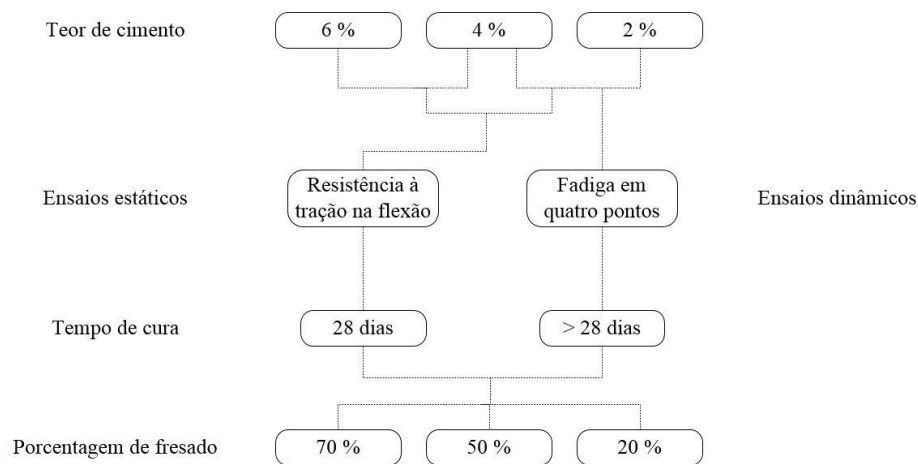 Teor de cimento
6 %
4 %
2 %
Ensaios estáticos
Resistência à
tração na flexão
Fadiga em
quatro pontos
Ensaios dinâmicos
Tempo de cura
28 dias
> 28 dias
Porcentagem de fresado
70 %
50 %
20 %